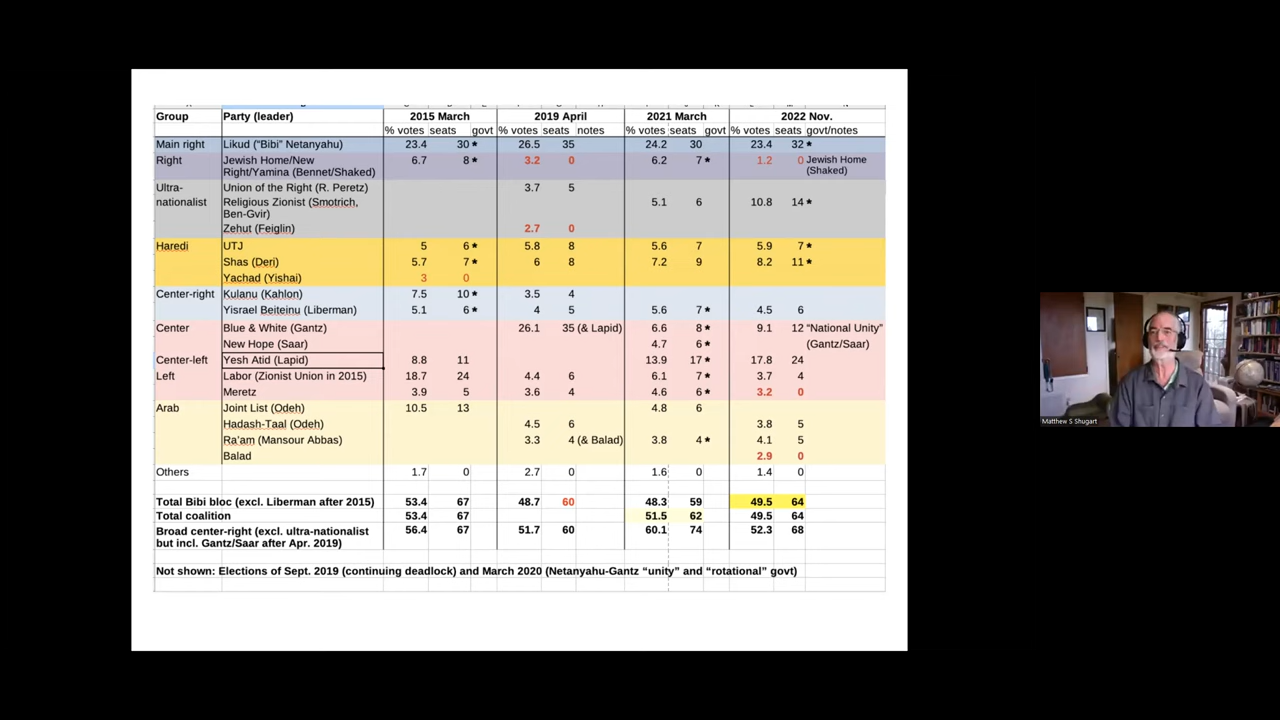 Group Party (leader) 2015 March 2019 April 2021 March 2022 Nov.
% votes seats govt % votes seats notes % votes seats govt % votes seats govt/notes
Main right Likud (“Bibi” Netanyahu) 23.4 30 * 26.5 35 24.2 30 23.4 32 *
Right Jewish Home/New 6.7 8 * 3.2 0 6.2 7 * 1.2 0 Jewish Home
Right/Yamina (Bennet/Shaked) (Shaked)
Ultra- Union of the Right (R. Peretz) 3.7 5
nationalist Religious Zionist (Smotrich, 5.1 6 10.8 14 *
Ben-Gvir)
Zehut (Feiglin) 2.7 0
Haredi UTJ 5 6 * 5.8 8 5.6 7 5.9 7 *
Shas (Deri) 5.7 7 * 6 8 7.2 9 8.2 11 *
Yachad (Yishai) 3 0
Center-right Kulanu (Kahlon) 7.5 10 * 3.5 4
Yisrael Beiteinu (Liberman) 5.1 6 * 4 5 5.6 7 * 4.5 6
Center Blue & White (Gantz) 26.1 35 (& Lapid) 6.6 8 * 9.1 12 “National Unity”
New Hope (Saar) 4.7 6 * (Gantz/Saar)
Center-left Yesh Atid (Lapid) 8.8 11 13.9 17 * 17.8 24
Left Labor (Zionist Union in 2015) 18.7 24 4.4 6 6.1 7 * 3.7 4
Meretz 3.9 5 3.6 4 4.6 6 * 3.2 0
Arab Joint List (Odeh) 10.5 13 4.8 6
Hadash-Taal (Odeh) 4.5 6 3.8 5
Ra'am (Mansour Abbas) 3.3 4 (& Balad) 3.8 4 * 4.1 5
Balad 2.9 0
Others 1.7 0 2.7 0 1.6 0 1.4 0
Total Bibi bloc (excl. Liberman after 2015) 53.4 67 48.7 60 48.3 59 49.5 64
Total coalition 53.4 67 51.5 62 49.5 64
Broad center-right (excl. ultra-nationalist 56.4 67 51.7 60 60.1 74 52.3 68
but incl. Gantz/Saar after Apr. 2019)
Not shown: Elections of Sept. 2019 (continuing deadlock) and March 2020 (Netanyahu-Gantz “unity” and “rotational” govt)
Matthew S Shugart